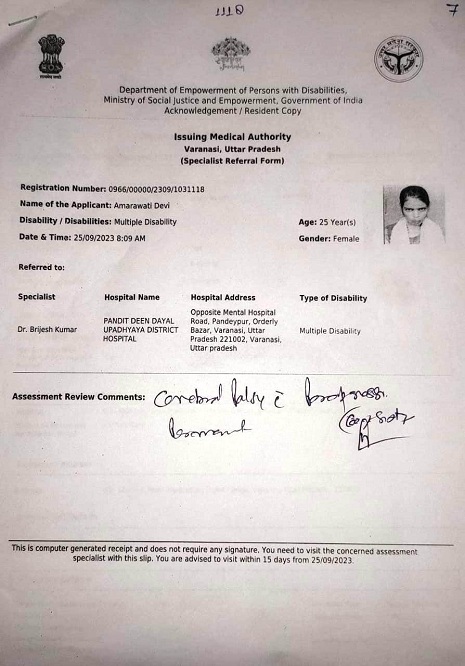 1118
7
Department of Empowerment of Persons with Disabilities,
Ministry of Social Justice and Empowerment, Government of India
Acknowledgement / Resident Copy
Issuing Medical Authority
Varanasi, Uttar Pradesh
(Specialist Referral Form)
Registration Number: 0966/00000/2309/1031118
Name of the Applicant: Amarawati Devi
Disability / Disabilities: Multiple Disability
Age: 25 Year(s)
Date & Time: 25/09/2023 8:09 AM
Gender: Female
Referred to:
Specialist Hospital Name Hospital Address Type of Disability
Dr. Brijesh Kumar
PANDIT DEEN DAYAL
UPADHYAYA DISTRICT
HOSPITAL
Opposite Mental Hospital
Road, Pandeypur, Orderly
Bazar, Varanasi, Uttar
Pradesh 221002, Varanasi,
Uttar pradesh
Multiple Disability
Assessment Review Comments: Cerebral Palsy c̄
This is computer generated receipt and does not require any signature. You need to visit the concerned assessment
specialist with this slip. You are advised to visit within 15 days from 25/09/2023.